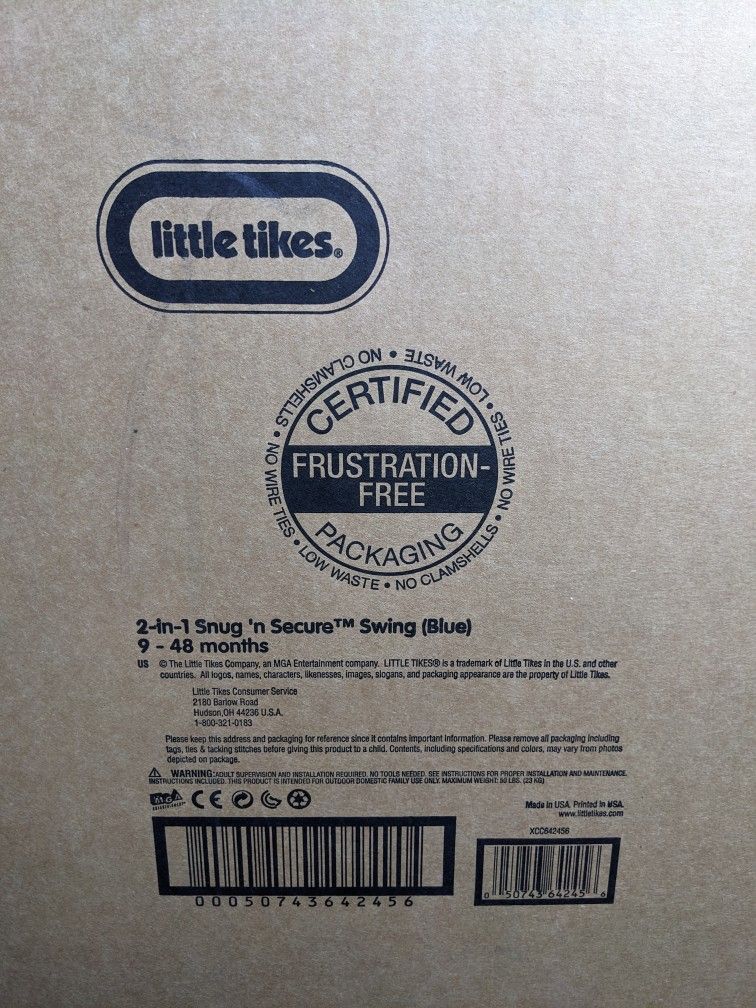 little tikes®
NO CLAMSHELLS • LOW WASTE • NO WIRE TIES • NO CLAMSHELLS • LOW WASTE • NO WIRE TIES •
CERTIFIED
FRUSTRATION-
FREE
PACKAGING
2-in-1 Snug 'n Secure™ Swing (Blue)
9 - 48 months
US © The Little Tikes Company, an MGA Entertainment company. LITTLE TIKES® is a trademark of Little Tikes in the U.S. and other
countries. All logos, names, characters, likenesses, images, slogans, and packaging appearance are the property of Little Tikes.
Little Tikes Consumer Service
2180 Barlow Road
Hudson,OH 44236 U.S.A.
1-800-321-0183
Please keep this address and packaging for reference since it contains important information. Please remove all packaging including
tags, ties & tacking stitches before giving this product to a child. Contents, including specifications and colors, may vary from photos
depicted on package.
⚠ WARNING: ADULT SUPERVISION AND INSTALLATION REQUIRED. NO TOOLS NEEDED. SEE INSTRUCTIONS FOR PROPER INSTALLATION AND MAINTENANCE.
INSTRUCTIONS INCLUDED. THIS PRODUCT IS INTENDED FOR OUTDOOR DOMESTIC FAMILY USE ONLY. MAXIMUM WEIGHT: 50 LBS. (23 KG)
MGA CE
Made in USA. Printed in USA.
www.littletikes.com
XCC642456
00050743642456
0 50743 64245 6